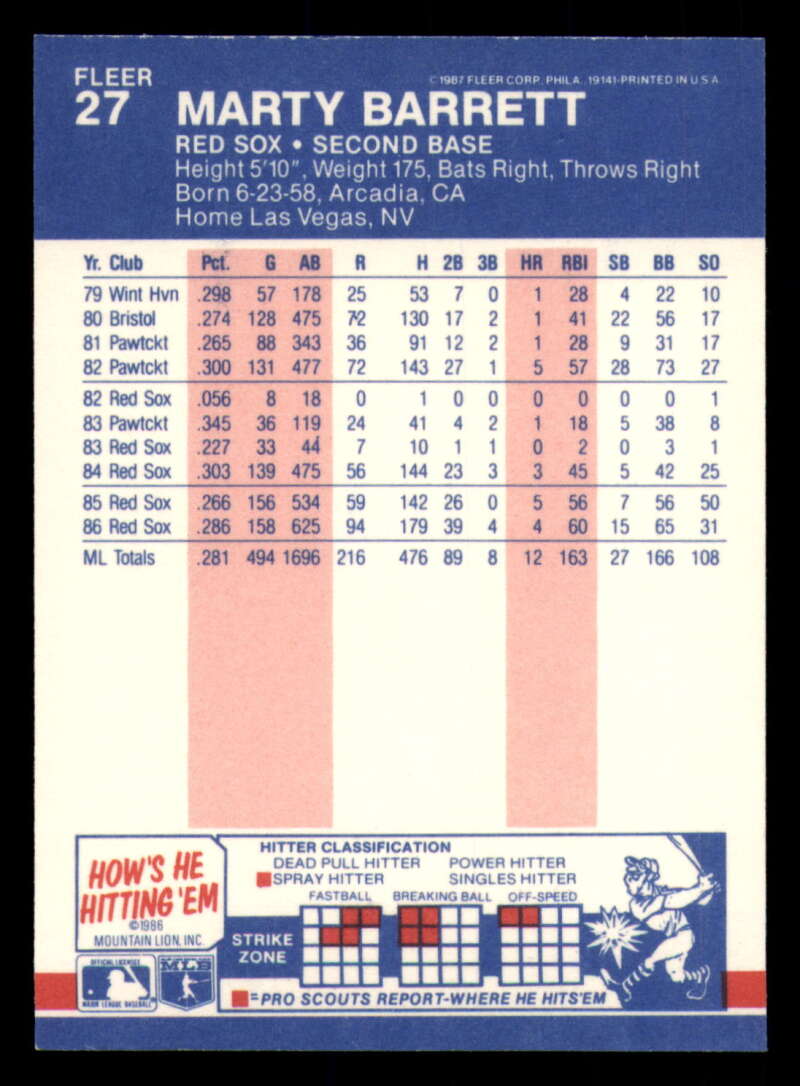 FLEER
27
©1987 FLEER CORP. PHILA., 19141-PRINTED IN U S A
MARTY BARRETT
RED SOX • SECOND BASE
Height 5'10", Weight 175, Bats Right, Throws Right
Born 6-23-58, Arcadia, CA
Home Las Vegas, NV
Yr. Club Pct. G AB R H 2B 3B HR RBI SB BB SO
79 Wint Hvn .298 57 178 25 53 7 0 1 28 4 22 10
80 Bristol .274 128 475 72 130 17 2 1 41 22 56 17
81 Pawtckt .265 88 343 36 91 12 2 1 28 9 31 17
82 Pawtckt .300 131 477 72 143 27 1 5 57 28 73 27
82 Red Sox .056 8 18 0 1 0 0 0 0 0 0 1
83 Pawtckt .345 36 119 24 41 4 2 1 18 5 38 8
83 Red Sox .227 33 44 7 10 1 1 0 2 0 3 1
84 Red Sox .303 139 475 56 144 23 3 3 45 5 42 25
85 Red Sox .266 156 534 59 142 26 0 5 56 7 56 50
86 Red Sox .286 158 625 94 179 39 4 4 60 15 65 31
ML Totals .281 494 1696 216 476 89 8 12 163 27 166 108
HOW'S HE
HITTING 'EM
©1986
MOUNTAIN LION, INC.
HITTER CLASSIFICATION
DEAD PULL HITTER POWER HITTER
SPRAY HITTER SINGLES HITTER
FASTBALL BREAKING BALL OFF-SPEED
STRIKE
ZONE
=PRO SCOUTS REPORT-WHERE HE HITS'EM
OFFICIAL LICENSEE
MAJOR LEAGUE BASEBALL